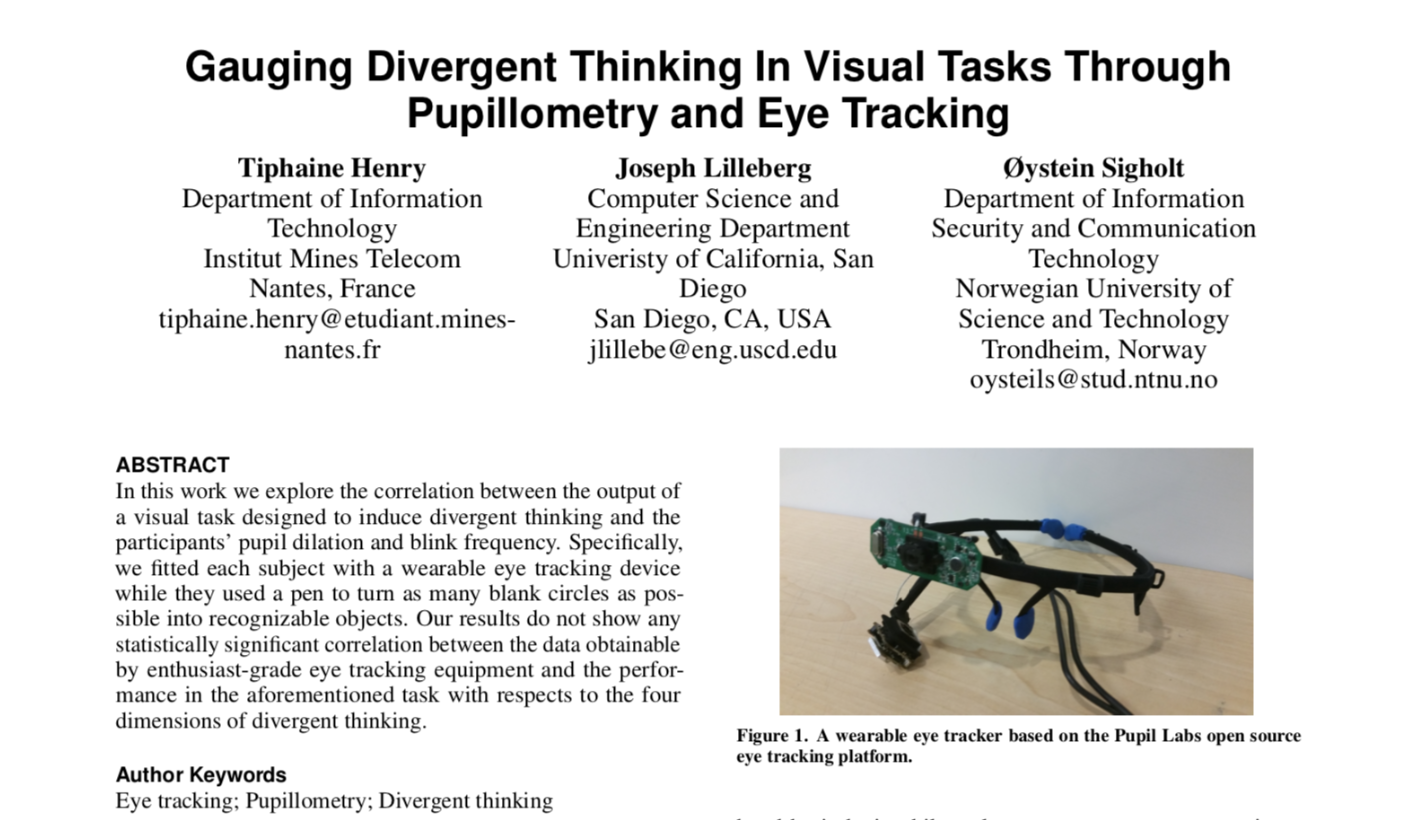 Gauging Divergent Thinking In Visual Tasks Through
Pupillometry and Eye Tracking
Tiphaine Henry
Department of Information
Technology
Institut Mines Telecom
Nantes, France
tiphaine.henry@etudiant.mines-
nantes.fr
Joseph Lilleberg
Computer Science and
Engineering Department
Univeristy of California, San
Diego
San Diego, CA, USA
jlillebe@eng.uscd.edu
Øystein Sigholt
Department of Information
Security and Communication
Technology
Norwegian University of
Science and Technology
Trondheim, Norway
oysteils@stud.ntnu.no
ABSTRACT
In this work we explore the correlation between the output of
a visual task designed to induce divergent thinking and the
participants' pupil dilation and blink frequency. Specifically,
we fitted each subject with a wearable eye tracking device
while they used a pen to turn as many blank circles as pos-
sible into recognizable objects. Our results do not show any
statistically significant correlation between the data obtainable
by enthusiast-grade eye tracking equipment and the perfor-
mance in the aforementioned task with respects to the four
dimensions of divergent thinking.
Author Keywords
Eye tracking; Pupillometry; Divergent thinking
Figure 1. A wearable eye tracker based on the Pupil Labs open source
eye tracking platform.